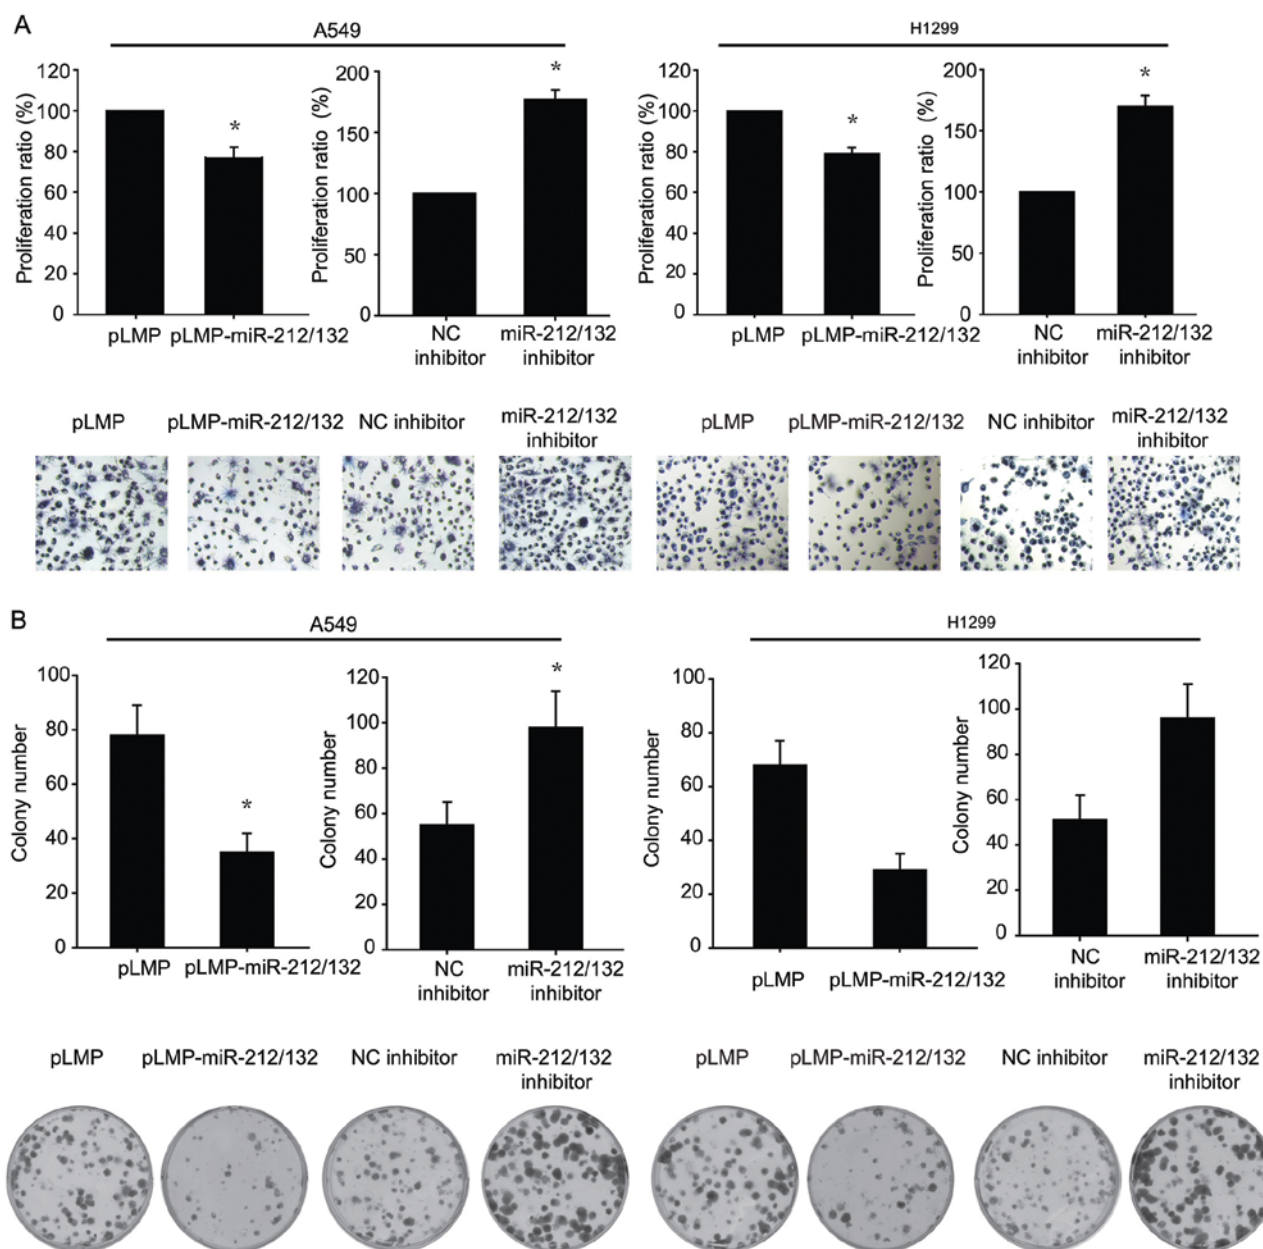 A
A549
H1299
Proliferation ratio (%)
120
100
80
60
40
20
0
pLMP
pLMP-miR-212/132
*
Proliferation ratio (%)
200
150
100
50
0
NC
inhibitor
miR-212/132
inhibitor
*
Proliferation ratio (%)
120
100
80
60
40
20
0
pLMP
pLMP-miR-212/132
*
Proliferation ratio (%)
200
150
100
50
0
NC
inhibitor
miR-212/132
inhibitor
*
pLMP
pLMP-miR-212/132
NC inhibitor
miR-212/132
inhibitor
pLMP
pLMP-miR-212/132
NC inhibitor
miR-212/132
inhibitor
B
A549
H1299
Colony number
100
80
60
40
20
0
pLMP
pLMP-miR-212/132
*
Colony number
120
100
80
60
40
20
0
NC
inhibitor
miR-212/132
inhibitor
*
Colony number
100
80
60
40
20
0
pLMP
pLMP-miR-212/132
Colony number
120
100
80
60
40
20
0
NC
inhibitor
miR-212/132
inhibitor
pLMP
pLMP-miR-212/132
NC inhibitor
miR-212/132
inhibitor
pLMP
pLMP-miR-212/132
NC inhibitor
miR-212/132
inhibitor